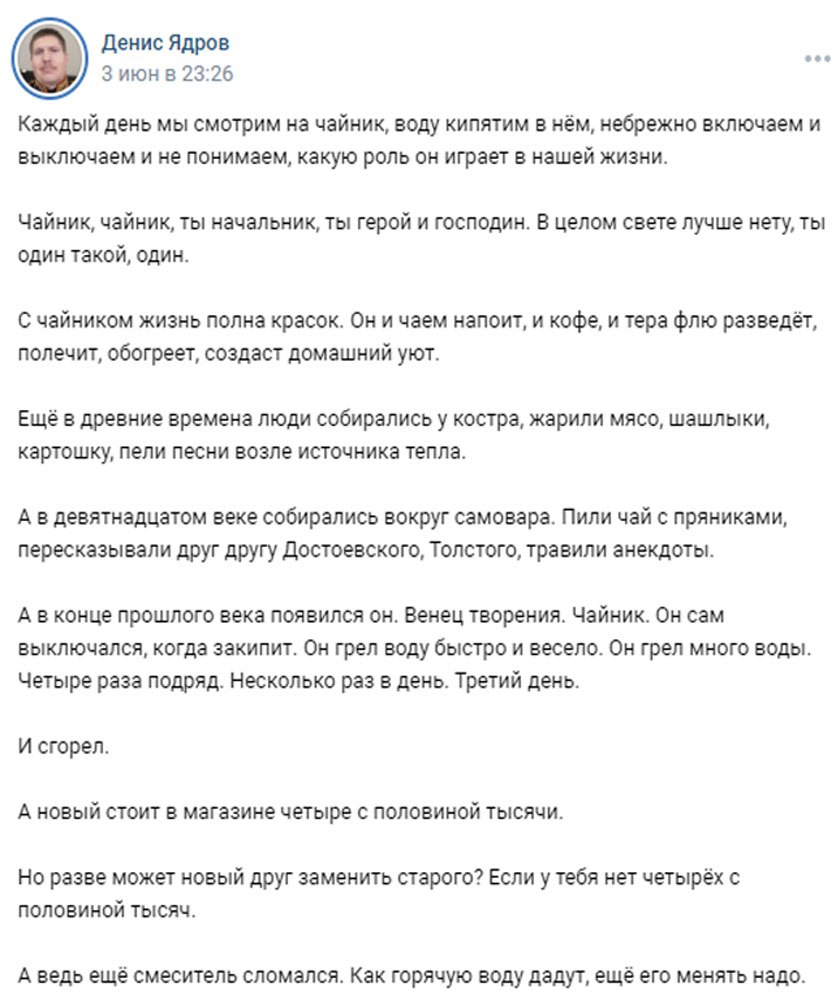 Денис Ядров
3 июн в 23:26
Каждый день мы смотрим на чайник, воду кипятим в нём, небрежно включаем и
выключаем и не понимаем, какую роль он играет в нашей жизни.
Чайник, чайник, ты начальник, ты герой и господин. В целом свете лучше нету, ты
один такой, один.
С чайником жизнь полна красок. Он и чаем напоит, и кофе, и тера флю разведёт,
полечит, обогреет, создаст домашний уют.
Ещё в древние времена люди собирались у костра, жарили мясо, шашлыки,
картошку, пели песни возле источника тепла.
А в девятнадцатом веке собирались вокруг самовара. Пили чай с пряниками,
пересказывали друг другу Достоевского, Толстого, травили анекдоты.
А в конце прошлого века появился он. Венец творения. Чайник. Он сам
выключался, когда закипит. Он грел воду быстро и весело. Он грел много воды.
Четыре раза подряд. Несколько раз в день. Третий день.
И сгорел.
А новый стоит в магазине четыре с половиной тысячи.
Но разве может новый друг заменить старого? Если у тебя нет четырёх с
половиной тысяч.
А ведь ещё смеситель сломался. Как горячую воду дадут, ещё его менять надо.